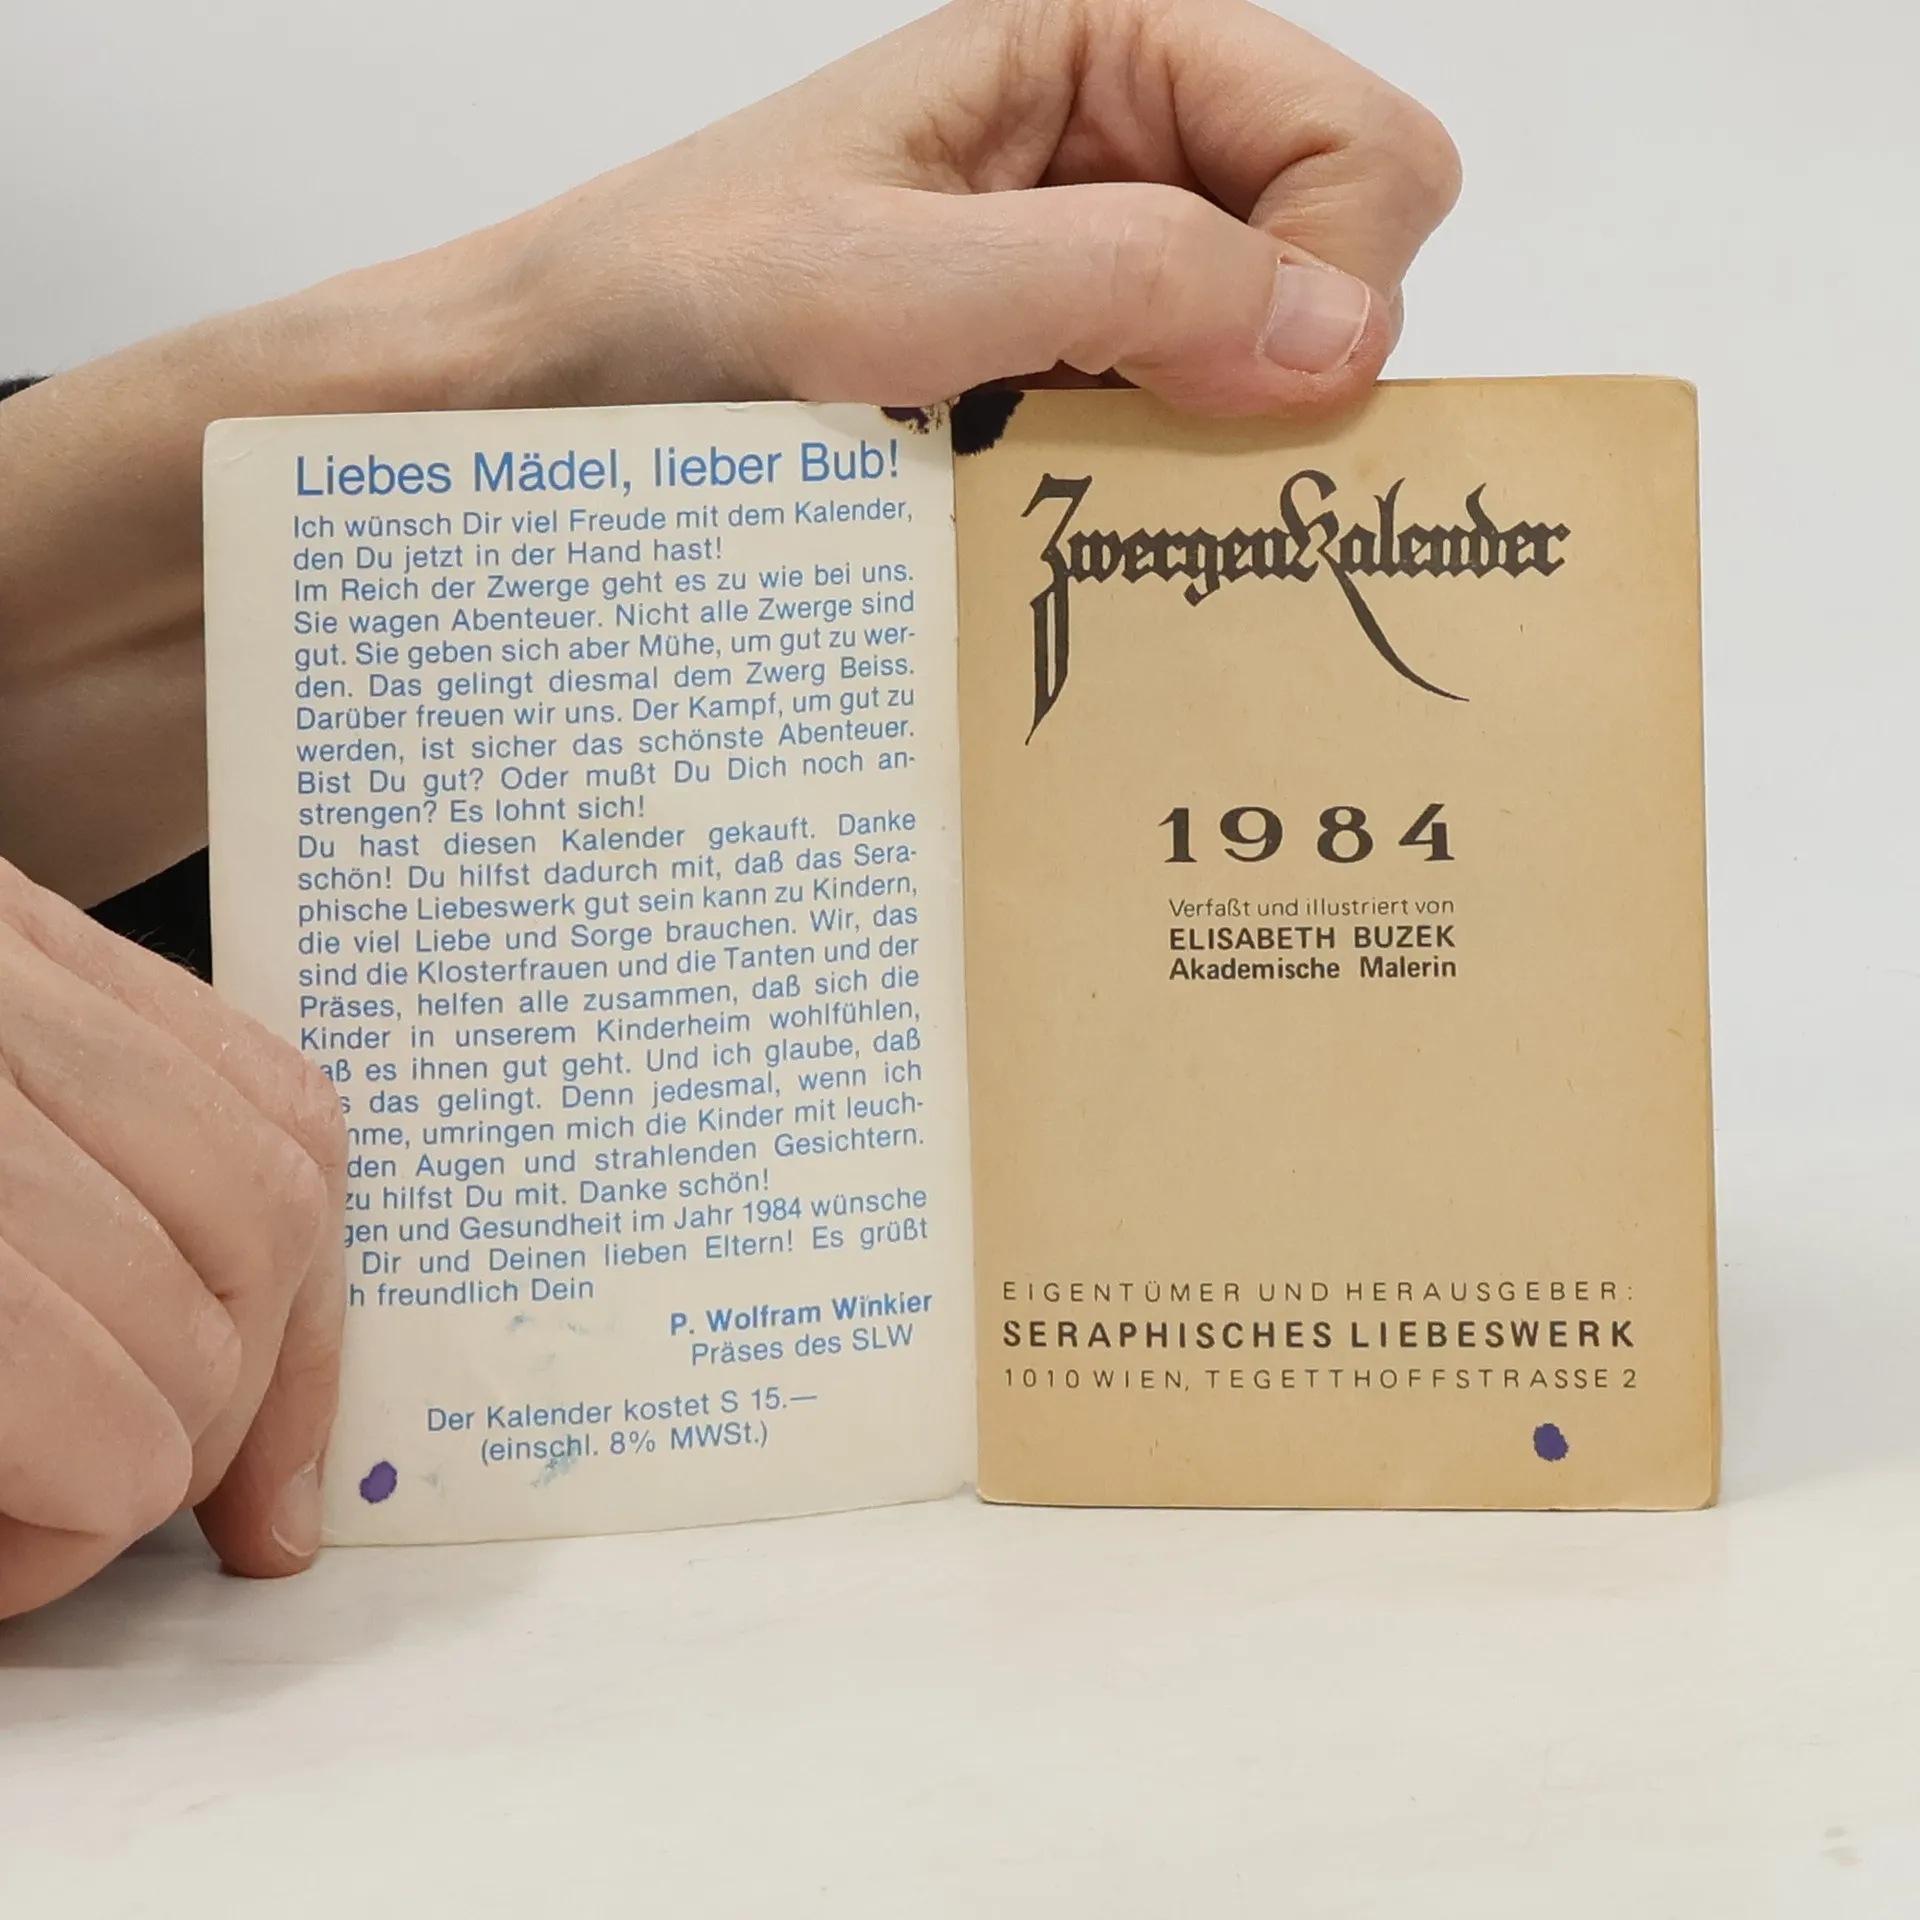 Liebes Mädel, lieber Bub!
Ich wünsch Dir viel Freude mit dem Kalender,
den Du jetzt in der Hand hast!
Im Reich der Zwerge geht es zu wie bei uns.
Sie wagen Abenteuer. Nicht alle Zwerge sind
gut. Sie geben sich aber Mühe, um gut zu wer-
den. Das gelingt diesmal dem Zwerg Beiss.
Darüber freuen wir uns. Der Kampf, um gut zu
werden, ist sicher das schönste Abenteuer.
Bist Du gut? Oder mußt Du Dich noch an-
strengen? Es lohnt sich!
Du hast diesen Kalender gekauft. Danke
schön! Du hilfst dadurch mit, daß das Sera-
phische Liebeswerk gut sein kann zu Kindern,
die viel Liebe und Sorge brauchen. Wir, das
sind die Klosterfrauen und die Tanten und der
Präses, helfen alle zusammen, daß sich die
Kinder in unserem Kinderheim wohlfühlen,
aß es ihnen gut geht. Und ich glaube, daß
s das gelingt. Denn jedesmal, wenn ich
mme, umringen mich die Kinder mit leuch-
den Augen und strahlenden Gesichtern.
zu hilfst Du mit. Danke schön!
gen und Gesundheit im Jahr 1984 wünsche
Dir und Deinen lieben Eltern! Es grüßt
h freundlich Dein
P. Wolfram Winkler
Präses des SLW
Der Kalender kostet S 15.—
(einschl. 8% MWSt.)
ZwergenKalender
1984
Verfaßt und illustriert von
ELISABETH BUZEK
Akademische Malerin
EIGENTÜMER UND HERAUSGEBER:
SERAPHISCHES LIEBESWERK
1010 WIEN, TEGETTHOFFSTRASSE 2